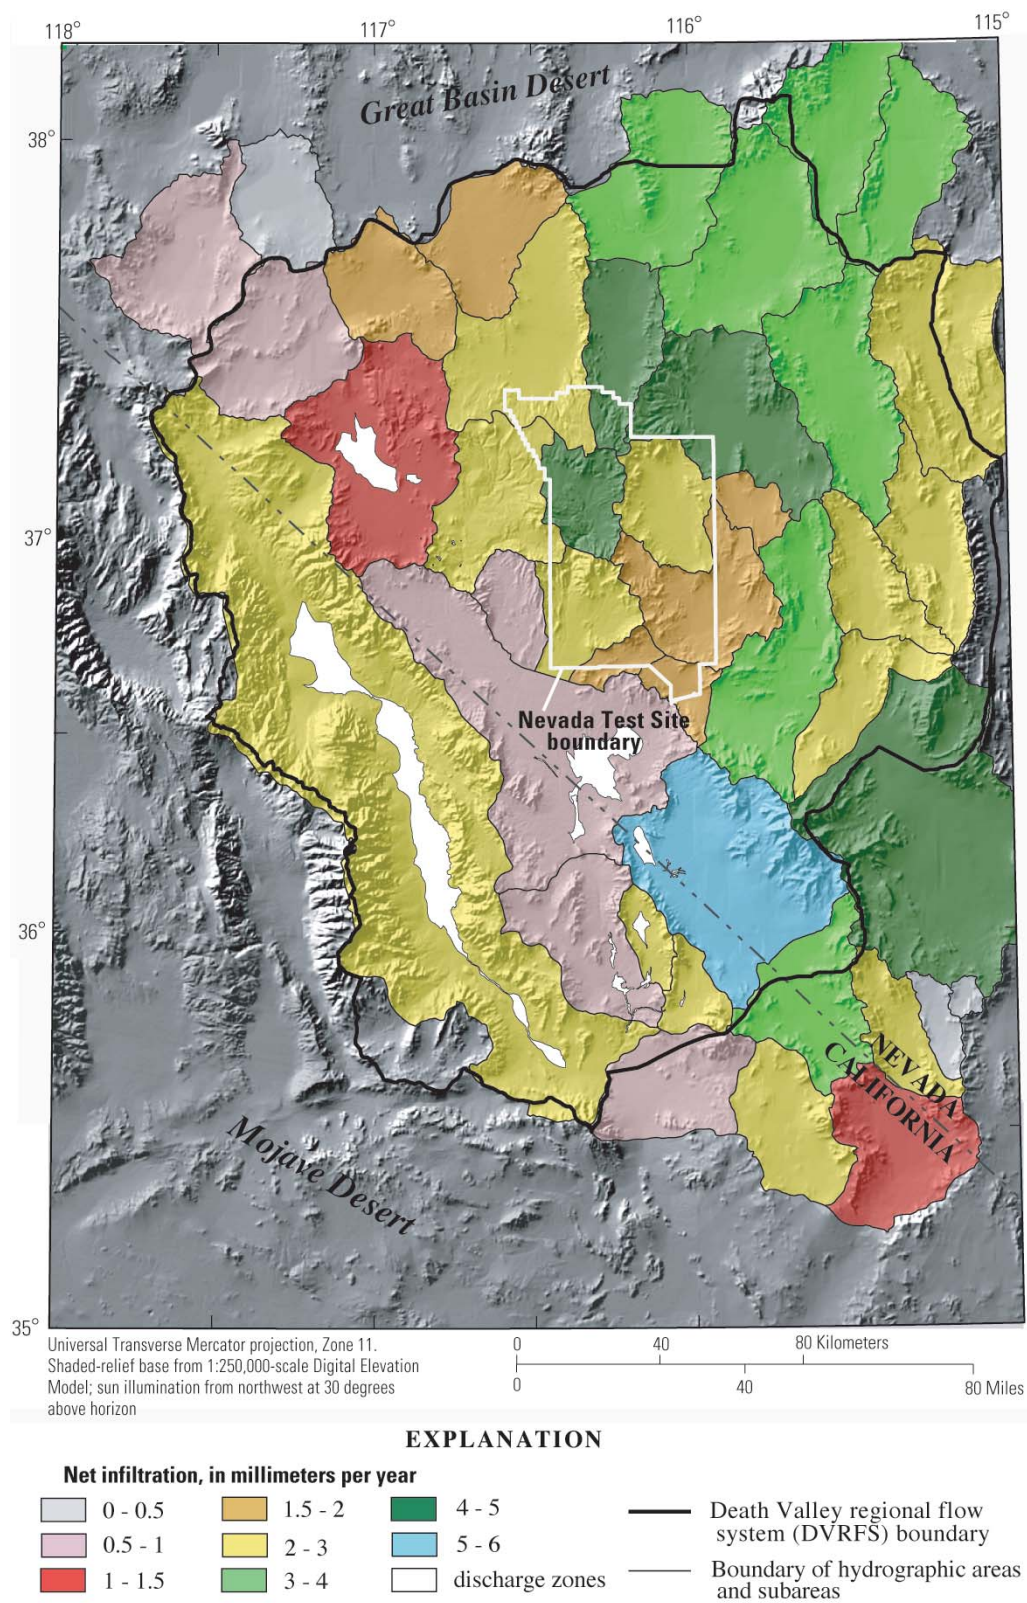 118°
117°
116°
115°
Great Basin Desert
38°
37°
Nevada Test Site
boundary
36°
NEVADA
CALIFORNIA
Mojave Desert
35°
Universal Transverse Mercator projection, Zone 11.
Shaded-relief base from 1:250,000-scale Digital Elevation
Model; sun illumination from northwest at 30 degrees
above horizon
0 40 80 Kilometers
0 40 80 Miles
EXPLANATION
Net infiltration, in millimeters per year
0 - 0.5
0.5 - 1
1 - 1.5
1.5 - 2
2 - 3
3 - 4
4 - 5
5 - 6
discharge zones
Death Valley regional flow
system (DVRFS) boundary
Boundary of hydrographic areas
and subareas